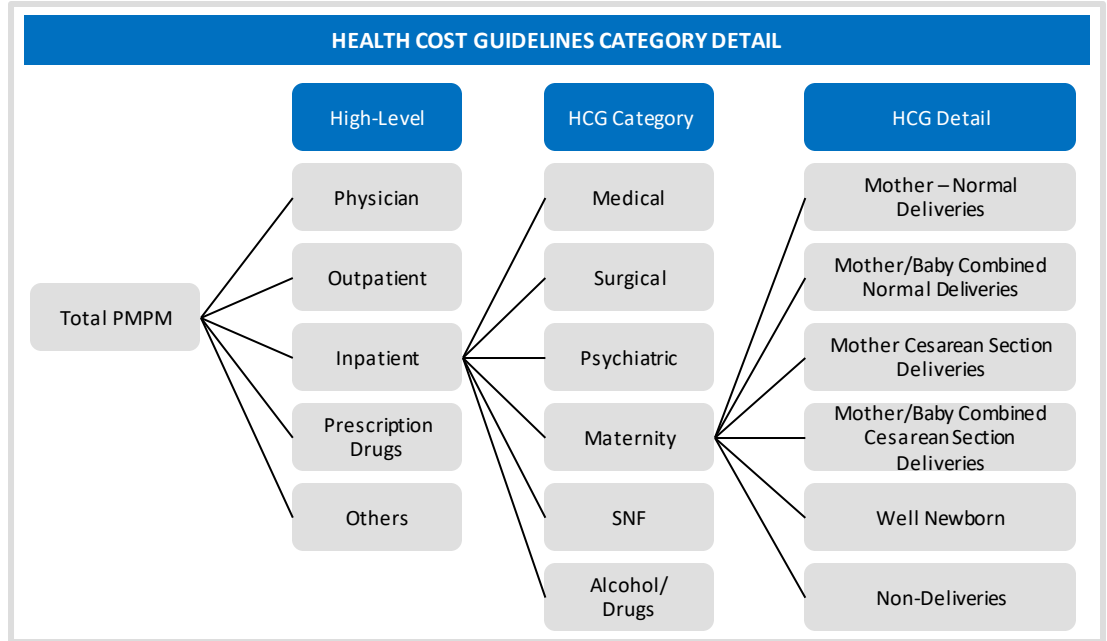 HEALTH COST GUIDELINES CATEGORY DETAIL
High-Level
HCG Category
HCG Detail
Total PMPM
Physician
Outpatient
Inpatient
Prescription
Drugs
Others
Medical
Surgical
Psychiatric
Maternity
SNF
Alcohol/
Drugs
Mother – Normal
Deliveries
Mother/Baby Combined
Normal Deliveries
Mother Cesarean Section
Deliveries
Mother/Baby Combined
Cesarean Section
Deliveries
Well Newborn
Non-Deliveries